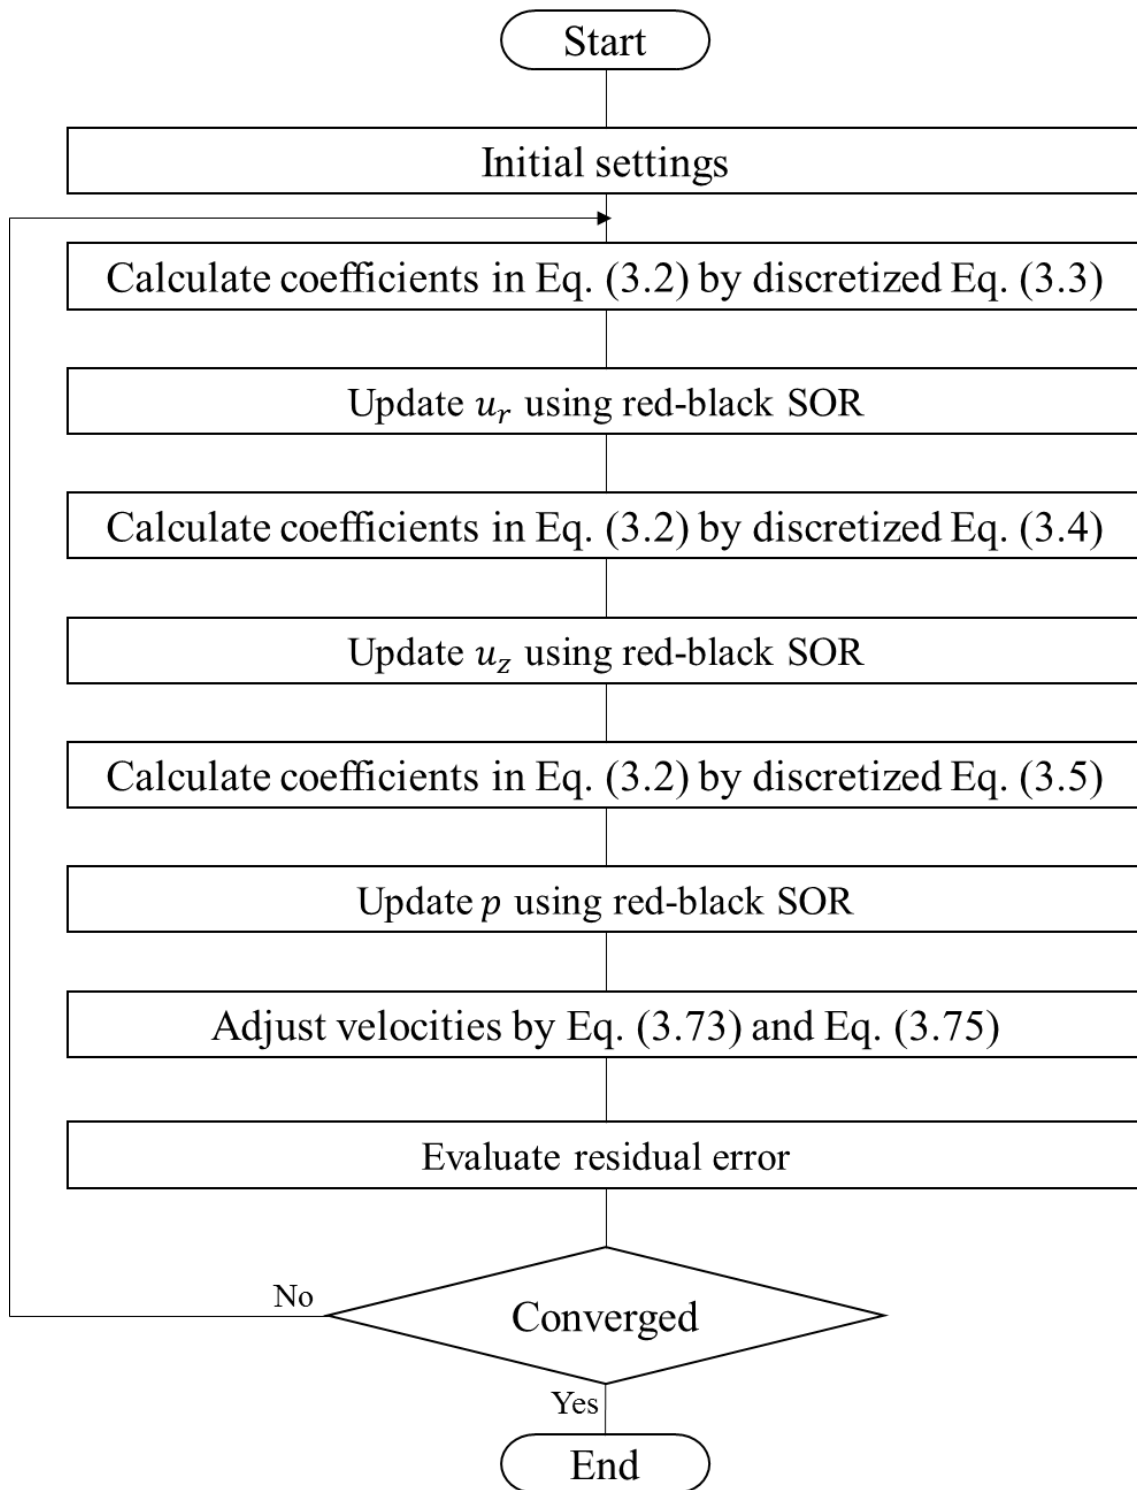 Start
Initial settings
Calculate coefficients in Eq. (3.2) by discretized Eq. (3.3)
Update u_r using red-black SOR
Calculate coefficients in Eq. (3.2) by discretized Eq. (3.4)
Update u_z using red-black SOR
Calculate coefficients in Eq. (3.2) by discretized Eq. (3.5)
Update p using red-black SOR
Adjust velocities by Eq. (3.73) and Eq. (3.75)
Evaluate residual error
No
Converged
Yes
End